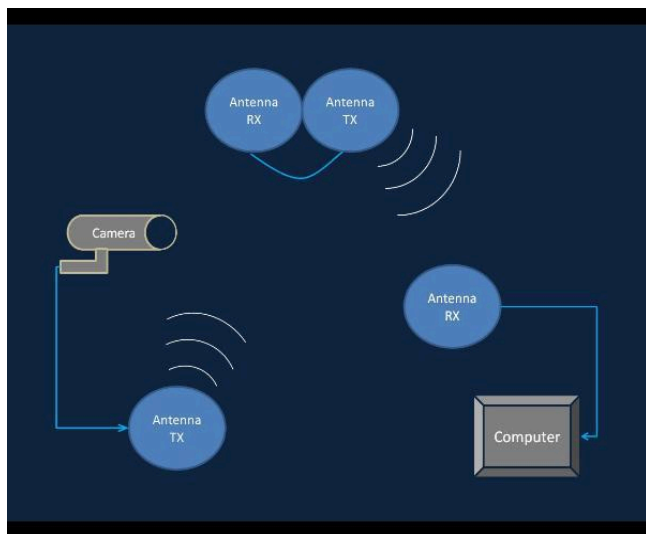 Antenna
RX
Antenna
TX
Camera
Antenna
RX
Antenna
TX
Computer